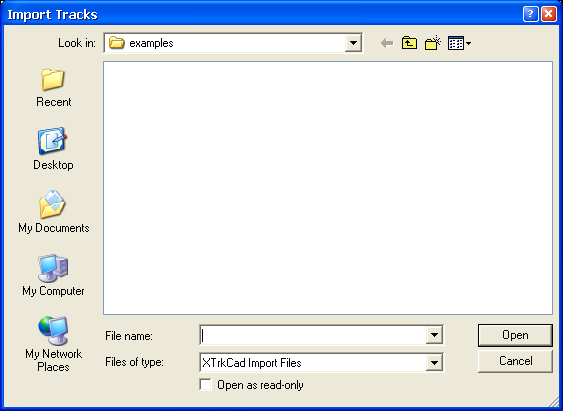 Import Tracks
Look in:
examples
Recent
Desktop
My Documents
My Computer
My Network
Places
File name:
Open
Files of type:
XTrkCad Import Files
Cancel
Open as read-only